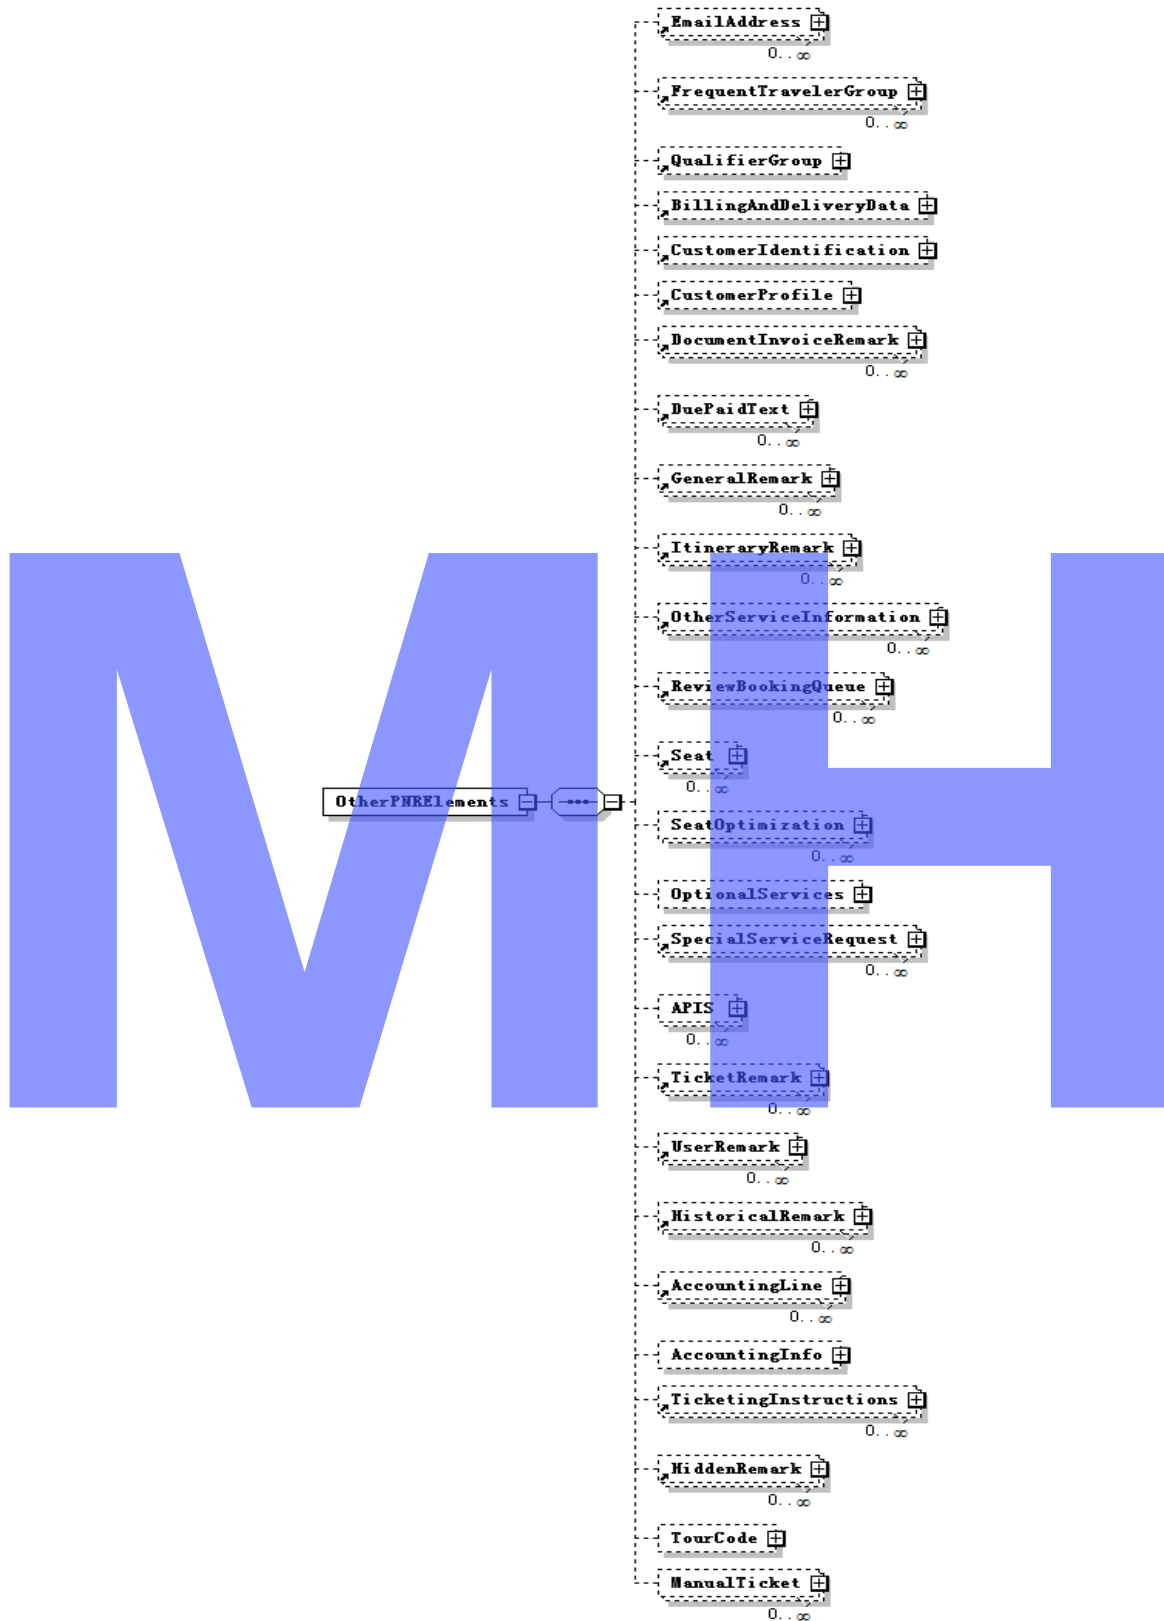 EmailAddress
0..∞
FrequentTravelerGroup
0..∞
QualifierGroup
BillingAndDeliveryData
CustomerIdentification
CustomerProfile
DocumentInvoiceRemark
0..∞
DuePaidText
0..∞
GeneralRemark
0..∞
ItineraryRemark
0..∞
OtherServiceInformation
0..∞
ReviewBookingQueue
0..∞
Seat
0..∞
OtherPNRElements
SeatOptimization
0..∞
OptionalServices
SpecialServiceRequest
0..∞
APIS
0..∞
TicketRemark
0..∞
UserRemark
0..∞
HistoricalRemark
0..∞
AccountingLine
0..∞
AccountingInfo
TicketingInstructions
0..∞
HiddenRemark
0..∞
TourCode
ManualTicket
0..∞
MH